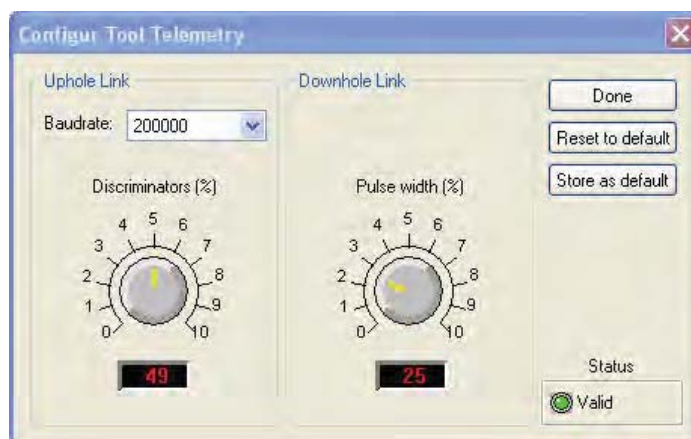 Configur Tool Telemetry
Uphole Link
Baudrate: 200000
Discriminators (%)
0 1 2 3 4 5 6 7 8 9 10
49
Downhole Link
Pulse width (%)
0 1 2 3 4 5 6 7 8 9 10
25
Done
Reset to default
Store as default
Status
Valid